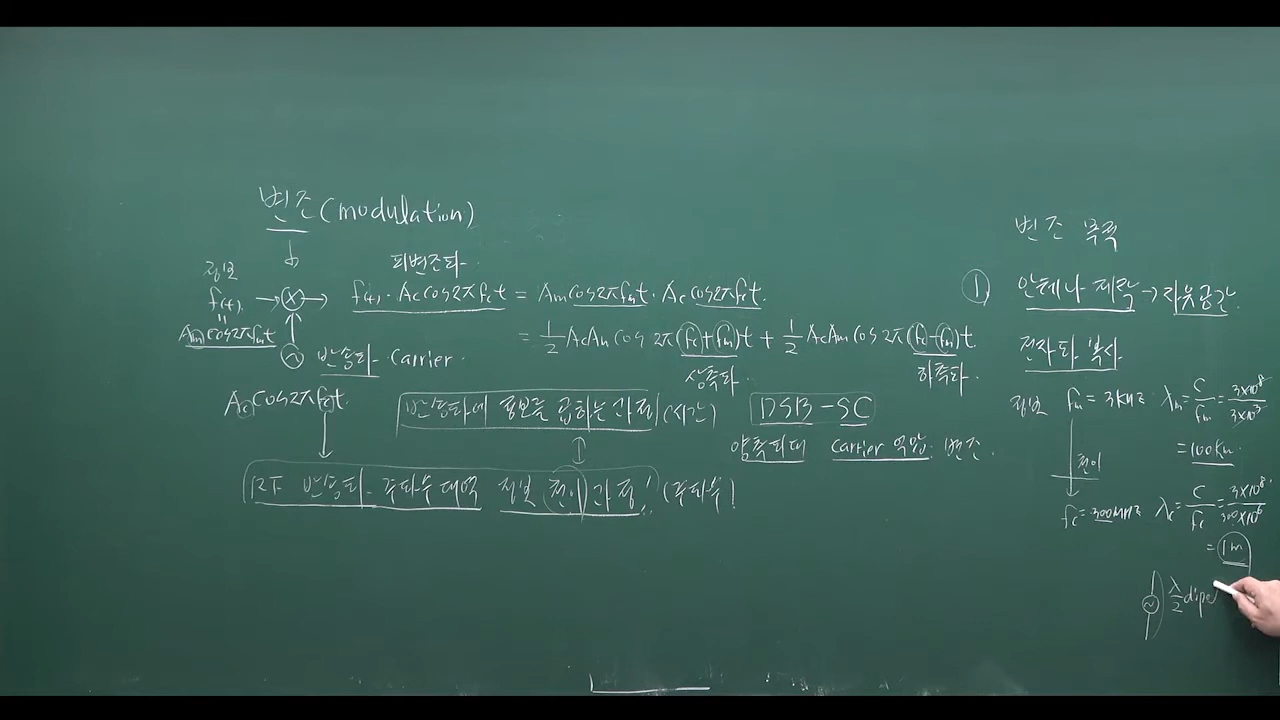 변조(modulation)
정보
피변조파
f(t) → ⊗ → f(t)·Ac cos2πfct = Am cos2πfmt · Ac cos2πfct.
"
Am cos2πfmt
= 1/2 AcAm cos 2π(fc+fm)t + 1/2 AcAm cos 2π(fc-fm)t.
반송파 carrier.
상측파
하측파
Ac cos2πfct.
반송파에 정보를 곱하는 과정 (시간)
DSB-SC
양측파대 carrier 억압 변조.
RF 반송파 주파수 대역 정보 전이 과정! (주파수)
변조 목적
① 안테나 제작 → 자유공간
전자파 복사
정보 fm = 3kHz λm = C/fm = 3×10⁸/3×10³
= 100km.
전이
fc = 300MHz λc = C/fc = 3×10⁸/300×10⁶
= 1m
λ/2 dipol